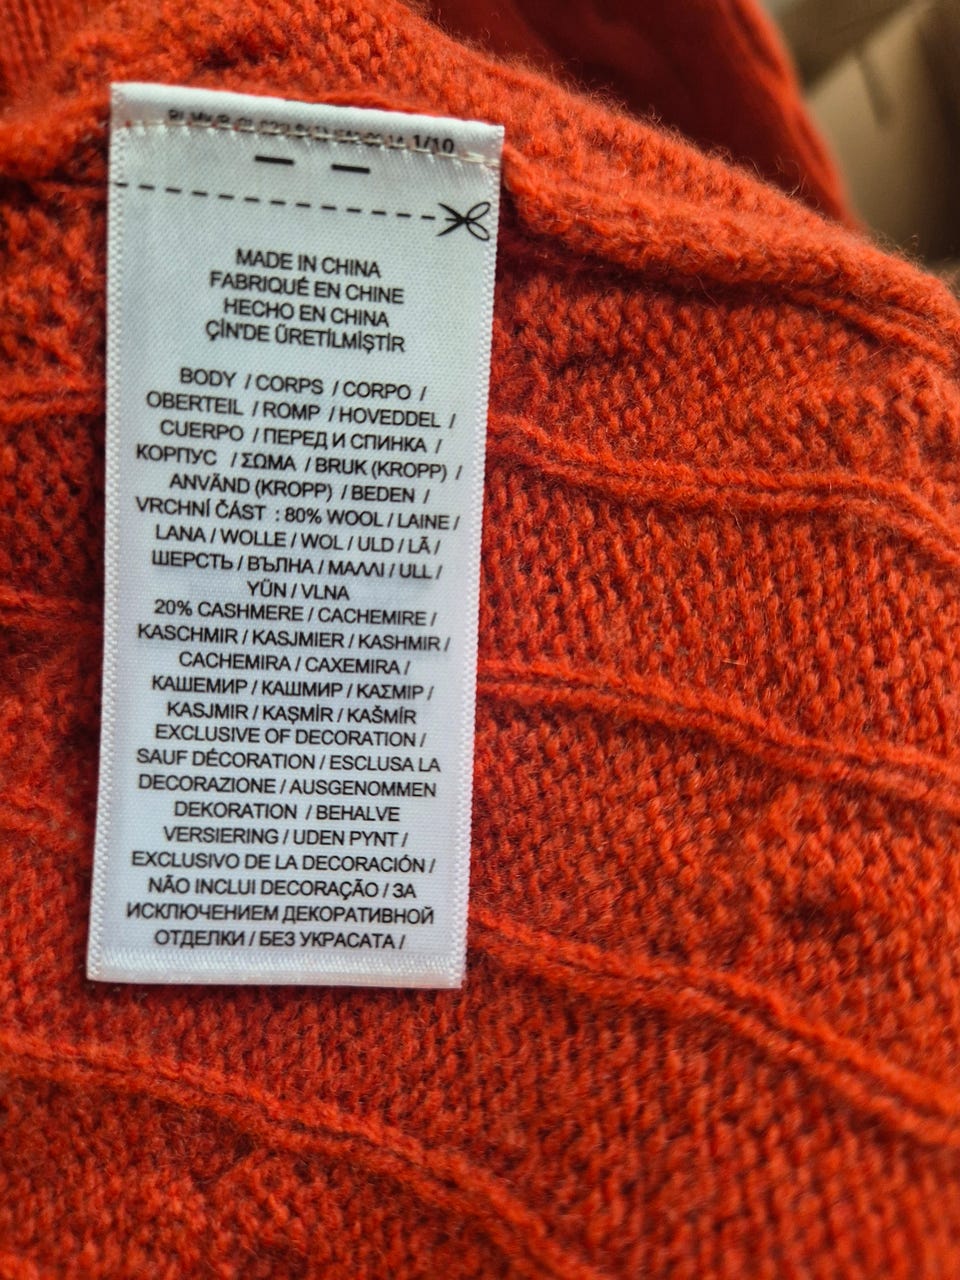 1/10
MADE IN CHINA
FABRIQUÉ EN CHINE
HECHO EN CHINA
ÇİN'DE ÜRETİLMİŞTİR
BODY / CORPS / CORPO /
OBERTEIL / ROMP / HOVEDDEL /
CUERPO / ПЕРЕД И СПИНКА /
КОРПУС / ΣΩΜΑ / BRUK (KROPP) /
ANVÄND (KROPP) / BEDEN /
VRCHNÍ ČÁST : 80% WOOL / LAINE /
LANA / WOLLE / WOL / ULD / LÃ /
ШЕРСТЬ / ВЪЛНА / ΜΑΛΛΙ / ULL /
YÜN / VLNA
20% CASHMERE / CACHEMIRE /
KASCHMIR / KASJMIER / KASHMIR /
CACHEMIRA / CAXEMIRA /
КАШЕМИР / КАШМИР / ΚΑΣΜΙΡ /
KASJMIR / KAŞMİR / KAŠMÍR
EXCLUSIVE OF DECORATION /
SAUF DÉCORATION / ESCLUSA LA
DECORAZIONE / AUSGENOMMEN
DEKORATION / BEHALVE
VERSIERING / UDEN PYNT /
EXCLUSIVO DE LA DECORACIÓN /
NÃO INCLUI DECORAÇÃO / ЗА
ИСКЛЮЧЕНИЕМ ДЕКОРАТИВНОЙ
ОТДЕЛКИ / БЕЗ УКРАСАТА /